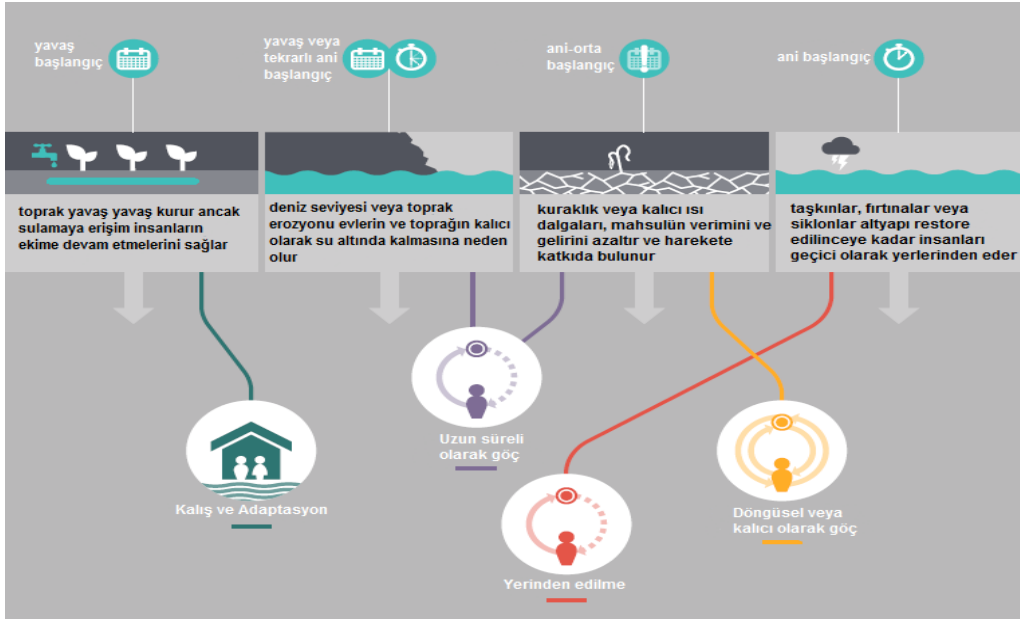 yavaş
başlangıç
yavaş veya
tekrarlı ani
başlangıç
ani-orta
başlangıç
ani başlangıç
toprak yavaş yavaş kurur ancak
sulamaya erişim insanların
ekime devam etmelerini sağlar
deniz seviyesi veya toprak
erozyonu evlerin ve toprağın kalıcı
olarak su altında kalmasına neden
olur
kuraklık veya kalıcı ısı
dalgaları, mahsulün verimini ve
gelirini azaltır ve harekete
katkıda bulunur
taşkınlar, fırtınalar veya
siklonlar altyapı restore
edilinceye kadar insanları
geçici olarak yerlerinden eder
Kalış ve Adaptasyon
Uzun süreli
olarak göç
Yerinden edilme
Döngüsel veya
kalıcı olarak göç